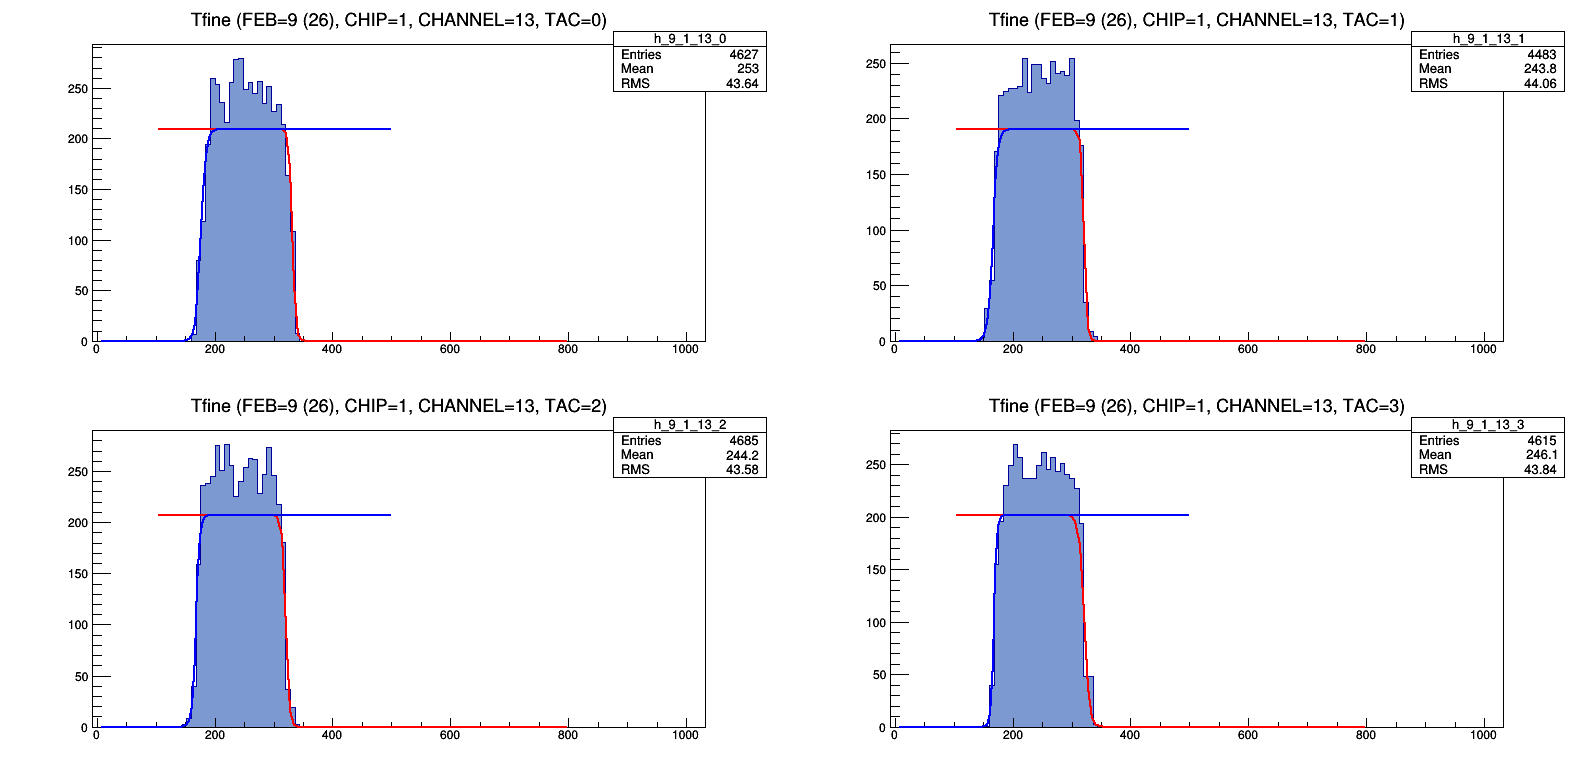 Tfine (FEB=9 (26), CHIP=1, CHANNEL=13, TAC=0)
h_9_1_13_0
Entries 4627
Mean 253
RMS 43.64
250
200
150
100
50
0
0 200 400 600 800 1000
Tfine (FEB=9 (26), CHIP=1, CHANNEL=13, TAC=1)
h_9_1_13_1
Entries 4483
Mean 243.8
RMS 44.06
250
200
150
100
50
0
0 200 400 600 800 1000
Tfine (FEB=9 (26), CHIP=1, CHANNEL=13, TAC=2)
h_9_1_13_2
Entries 4685
Mean 244.2
RMS 43.58
250
200
150
100
50
0
0 200 400 600 800 1000
Tfine (FEB=9 (26), CHIP=1, CHANNEL=13, TAC=3)
h_9_1_13_3
Entries 4615
Mean 246.1
RMS 43.84
250
200
150
100
50
0
0 200 400 600 800 1000